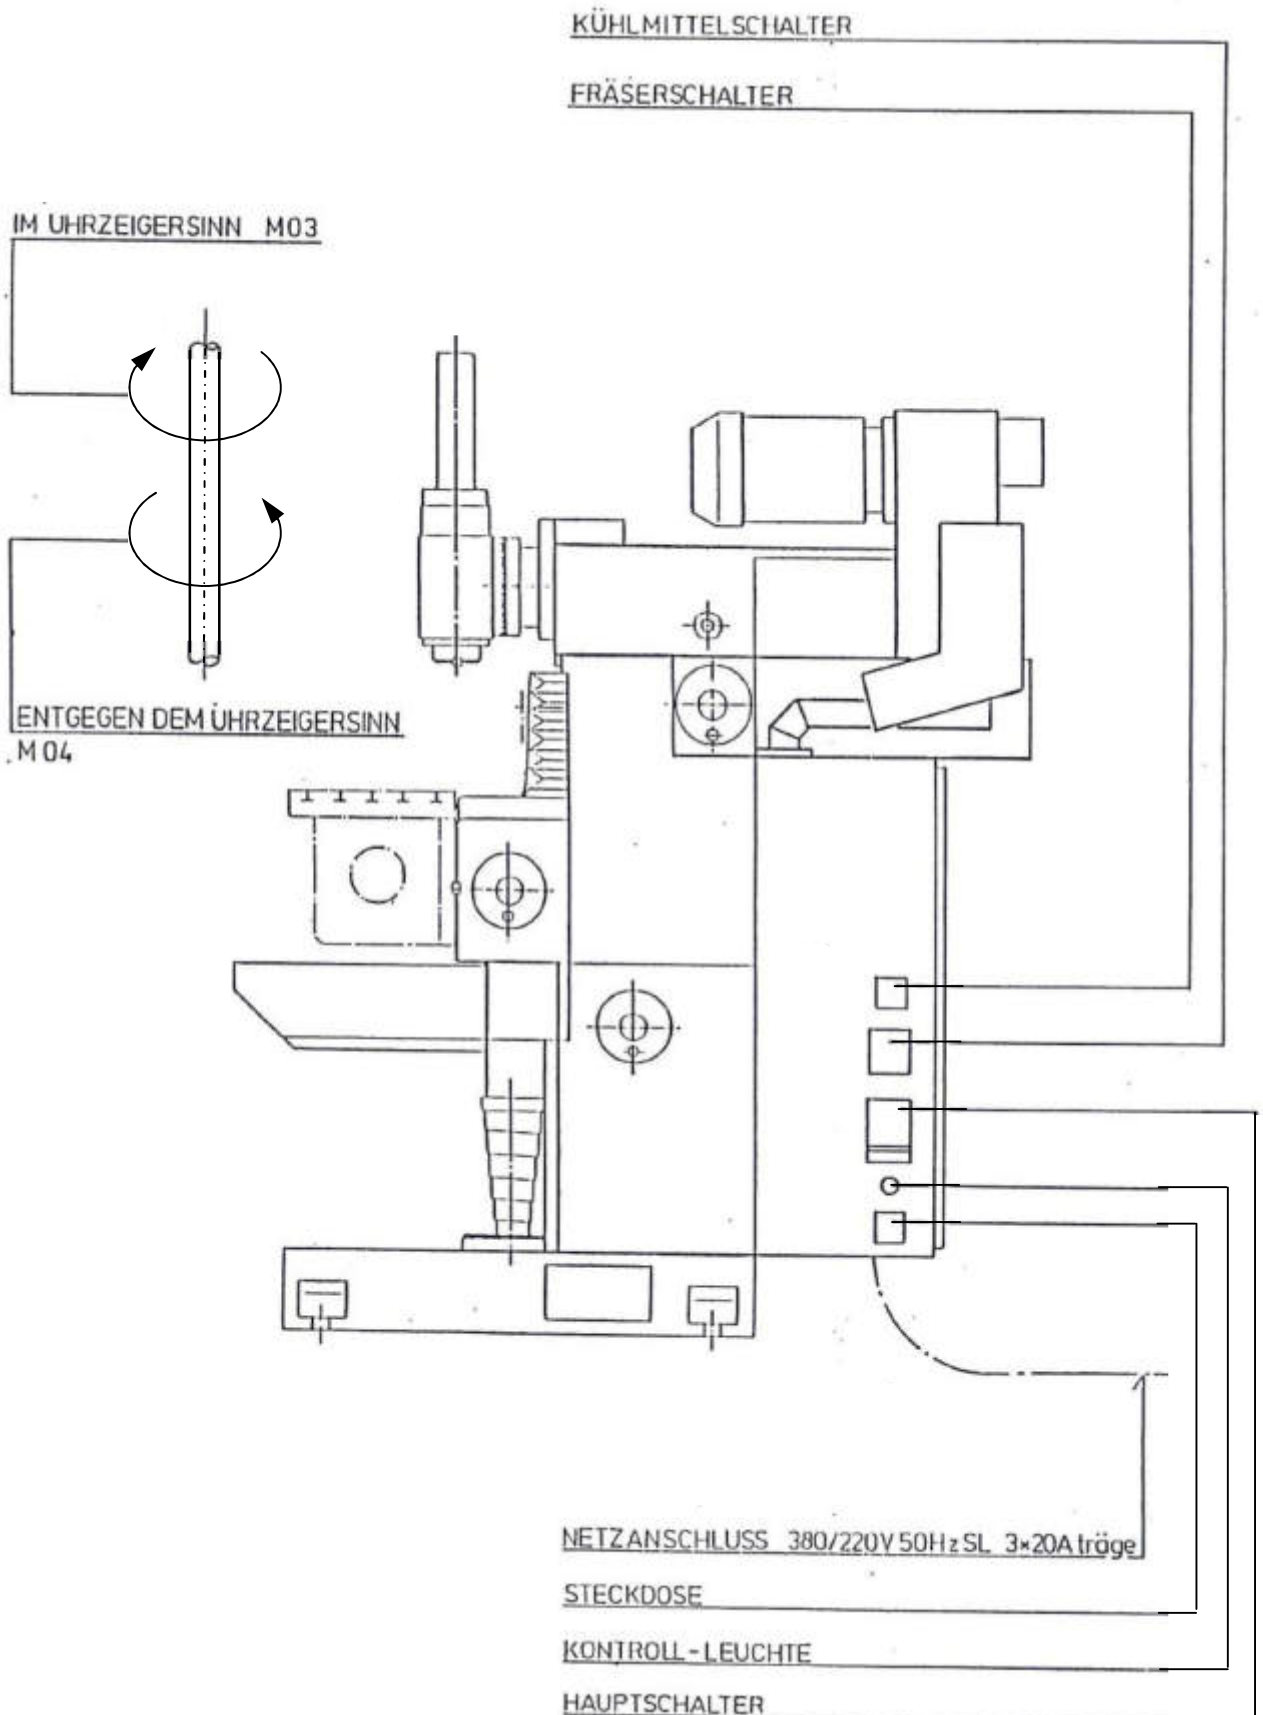 KÜHLMITTELSCHALTER
FRÄSERSCHALTER
IM UHRZEIGERSINN M03
ENTGEGEN DEM UHRZEIGERSINN
M04
NETZANSCHLUSS 380/220V 50Hz SL 3×20A träge
STECKDOSE
KONTROLL-LEUCHTE
HAUPTSCHALTER